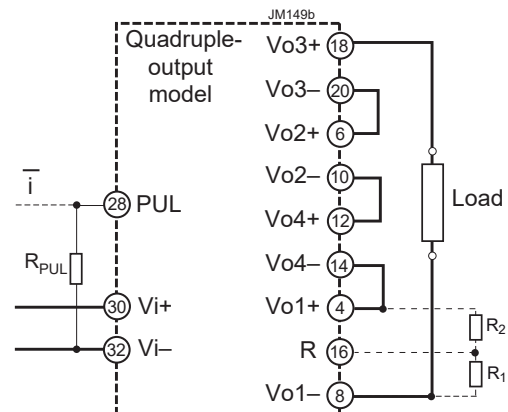 JM149b
Quadruple-
output
model
Vo3+ 18
Vo3– 20
Vo2+ 6
Vo2– 10
Vo4+ 12
Vo4– 14
Vo1+ 4
R 16
Vo1– 8
Load
R2
R1
i
28 PUL
RPUL
30 Vi+
32 Vi–